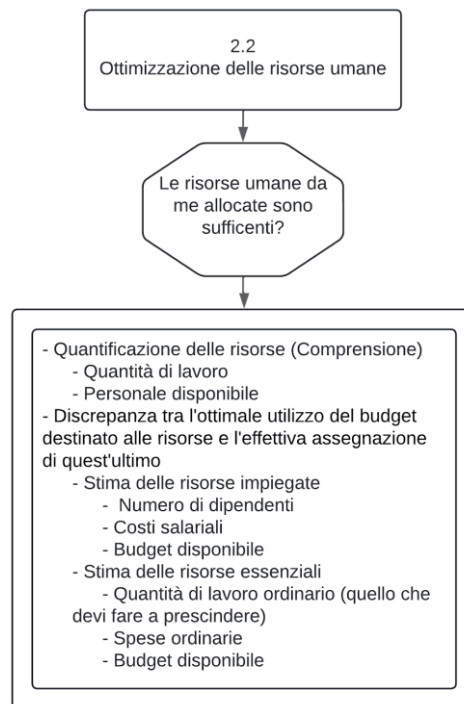 2.2
Ottimizzazione delle risorse umane
Le risorse umane da
me allocate sono
sufficenti?
- Quantificazione delle risorse (Comprensione)
- Quantità di lavoro
- Personale disponibile
- Discrepanza tra l'ottimale utilizzo del budget
destinato alle risorse e l'effettiva assegnazione
di quest'ultimo
- Stima delle risorse impiegate
- Numero di dipendenti
- Costi salariali
- Budget disponibile
- Stima delle risorse essenziali
- Quantità di lavoro ordinario (quello che
devi fare a prescindere)
- Spese ordinarie
- Budget disponibile